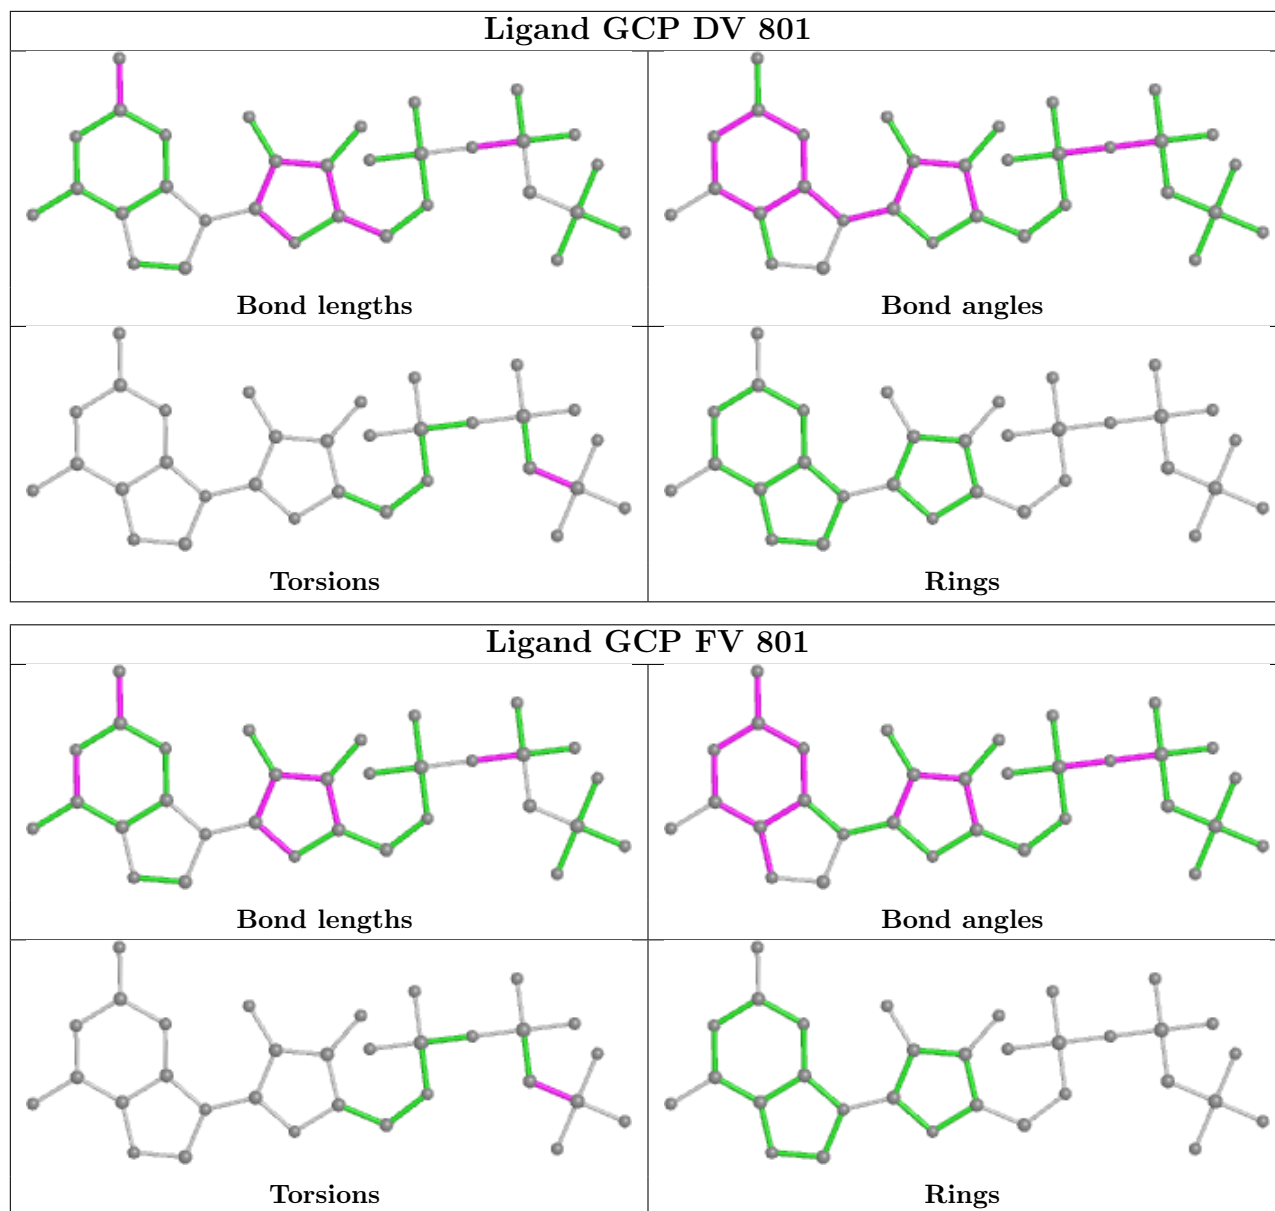 Ligand GCP DV 801
Bond lengths
Bond angles
Torsions
Rings
Ligand GCP FV 801
Bond lengths
Bond angles
Torsions
Rings